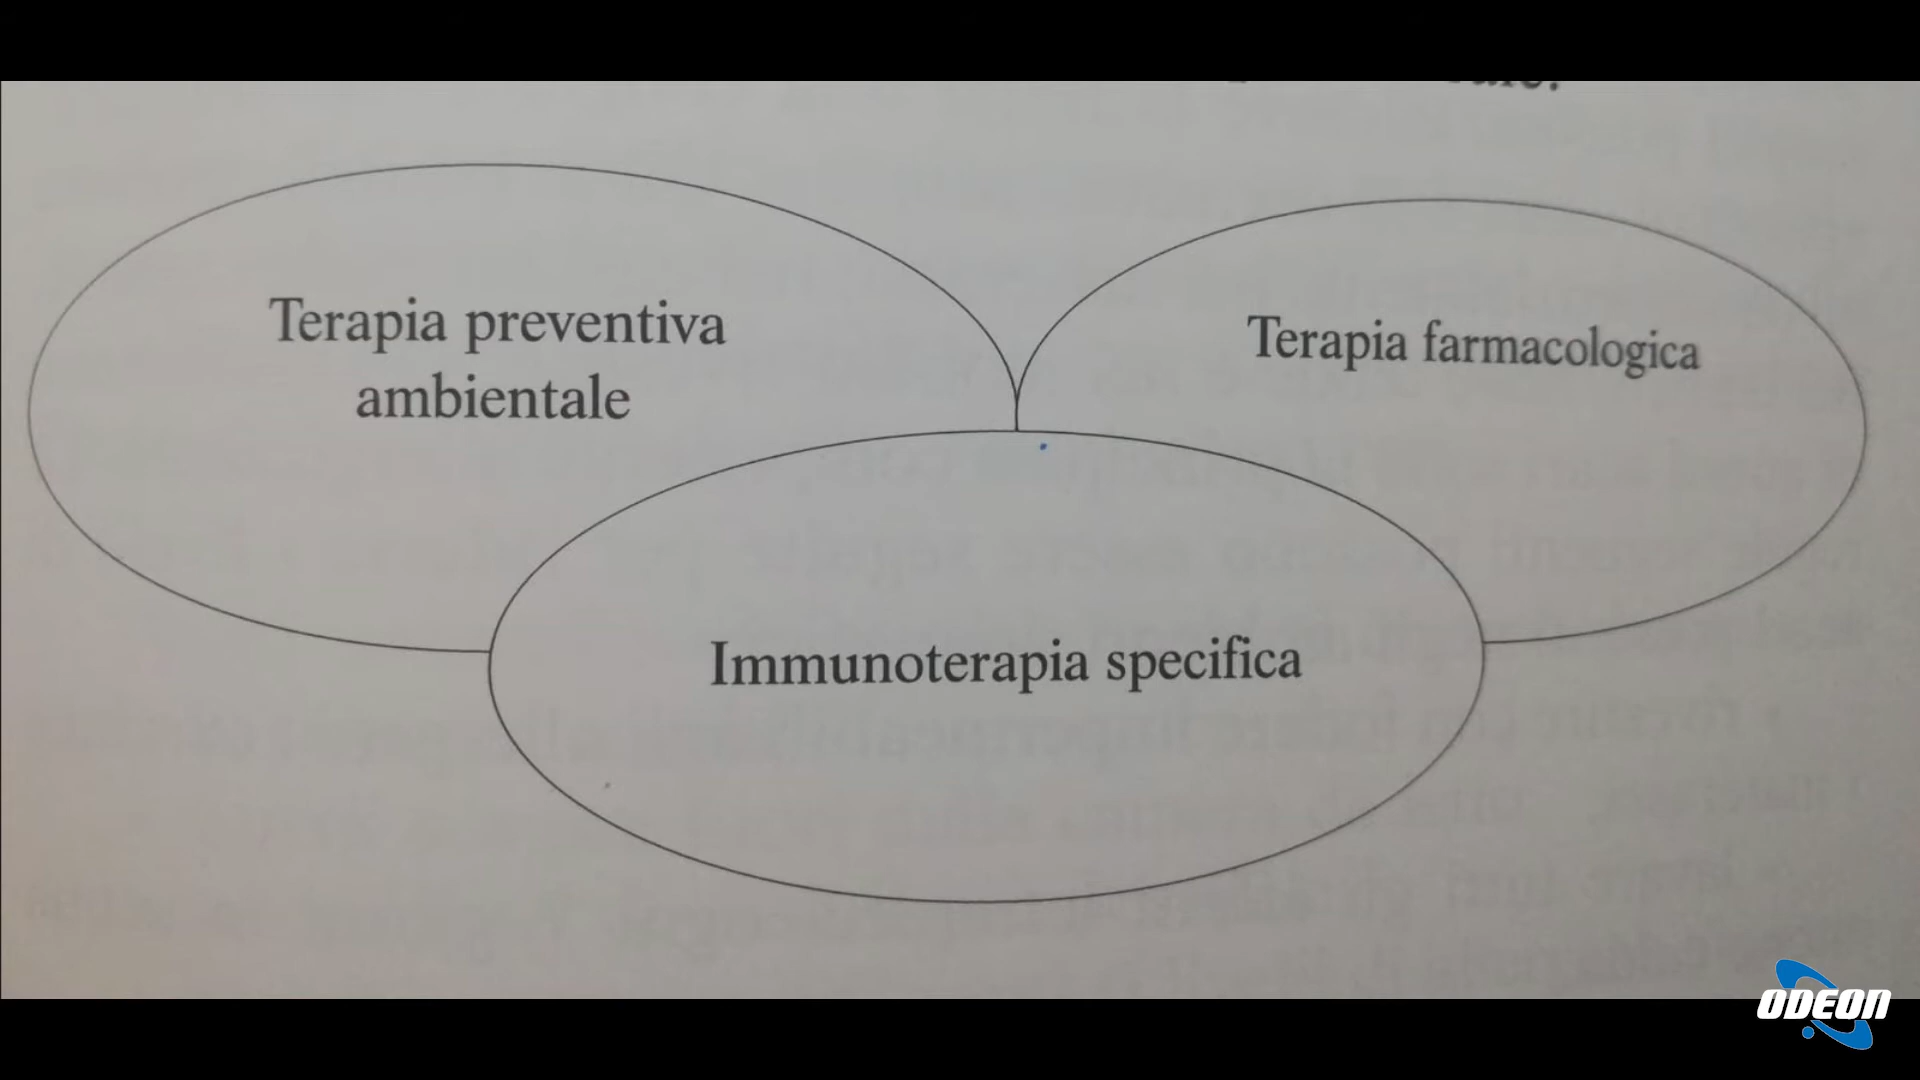 Terapia preventiva
ambientale
Terapia farmacologica
Immunoterapia specifica
ODEON